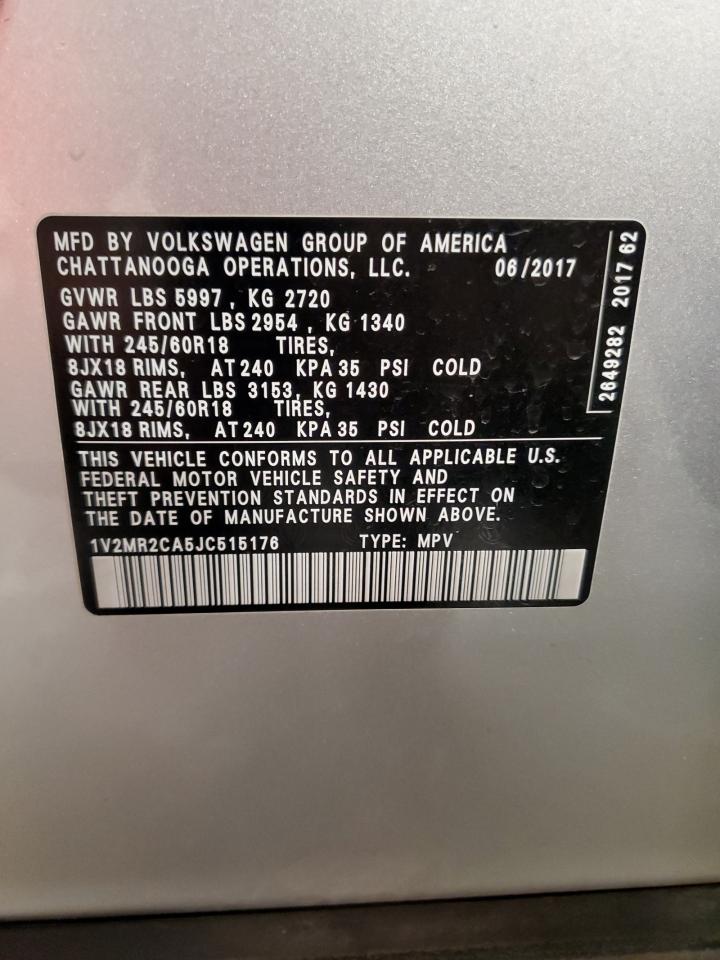 MFD BY VOLKSWAGEN GROUP OF AMERICA
CHATTANOOGA OPERATIONS, LLC. 06/2017
GVWR LBS 5997, KG 2720
GAWR FRONT LBS 2954, KG 1340
WITH 245/60R18 TIRES,
8JX18 RIMS, AT 240 KPA 35 PSI COLD
GAWR REAR LBS 3153, KG 1430
WITH 245/60R18 TIRES,
8JX18 RIMS, AT 240 KPA 35 PSI COLD
2649282 2017 62
THIS VEHICLE CONFORMS TO ALL APPLICABLE U.S.
FEDERAL MOTOR VEHICLE SAFETY AND
THEFT PREVENTION STANDARDS IN EFFECT ON
THE DATE OF MANUFACTURE SHOWN ABOVE.
1V2MR2CA5JC515176 TYPE: MPV